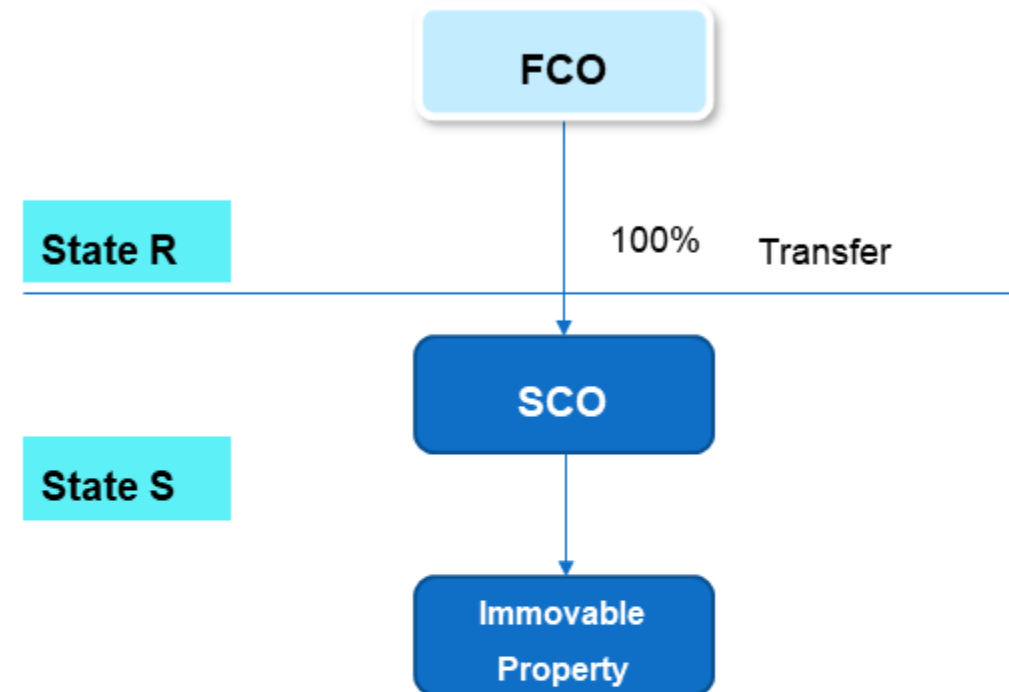 FCO
State R
100%
Transfer
SCO
State S
Immovable
Property